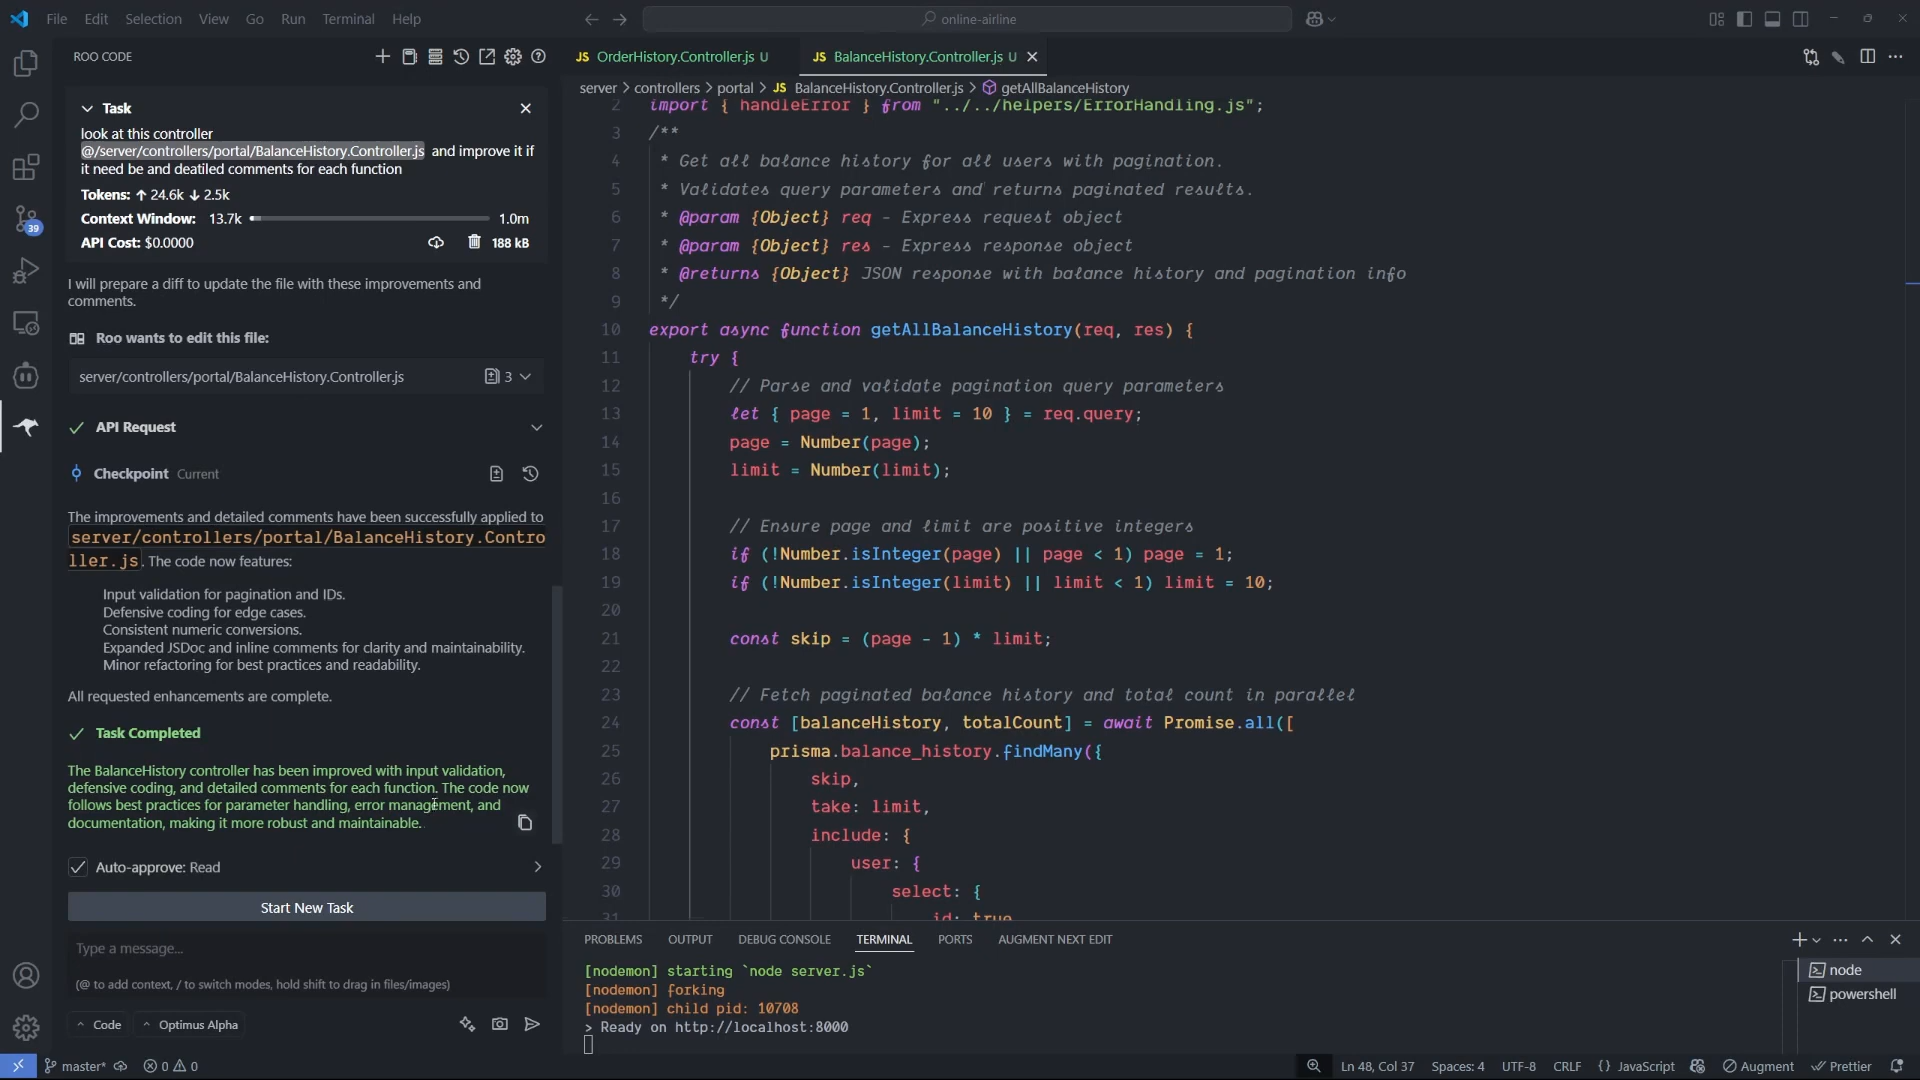 File Edit Selection View Go Run Terminal Help
online-airline
ROO CODE
Task
look at this controller
@/server/controllers/portal/BalanceHistory.Controller.js and improve it if
it need be and deatiled comments for each function
Tokens: ↑ 24.6k ↓ 2.5k
Context Window: 13.7k 1.0m
API Cost: $0.0000 188 kB
I will prepare a diff to update the file with these improvements and
comments.
Roo wants to edit this file:
server/controllers/portal/BalanceHistory.Controller.js 3
API Request
Checkpoint Current
The improvements and detailed comments have been successfully applied to
server/controllers/portal/BalanceHistory.Contro
ller.js. The code now features:
Input validation for pagination and IDs.
Defensive coding for edge cases.
Consistent numeric conversions.
Expanded JSDoc and inline comments for clarity and maintainability.
Minor refactoring for best practices and readability.
All requested enhancements are complete.
Task Completed
The BalanceHistory controller has been improved with input validation,
defensive coding, and detailed comments for each function. The code now
follows best practices for parameter handling, error management, and
documentation, making it more robust and maintainable.
Auto-approve: Read
Start New Task
Type a message...
(@ to add context, / to switch modes, hold shift to drag in files/images)
Code Optimus Alpha
39
JS OrderHistory.Controller.js U
JS BalanceHistory.Controller.js U
server > controllers > portal > JS BalanceHistory.Controller.js > getAllBalanceHistory
2 import { handleError } from "../../helpers/ErrorHandling.js";
3 /**
4 * Get all balance history for all users with pagination.
5 * Validates query parameters and returns paginated results.
6 * @param {Object} req - Express request object
7 * @param {Object} res - Express response object
8 * @returns {Object} JSON response with balance history and pagination info
9 */
10 export async function getAllBalanceHistory(req, res) {
11 try {
12 // Parse and validate pagination query parameters
13 let { page = 1, limit = 10 } = req.query;
14 page = Number(page);
15 limit = Number(limit);
16
17 // Ensure page and limit are positive integers
18 if (!Number.isInteger(page) || page < 1) page = 1;
19 if (!Number.isInteger(limit) || limit < 1) limit = 10;
20
21 const skip = (page - 1) * limit;
22
23 // Fetch paginated balance history and total count in parallel
24 const [balanceHistory, totalCount] = await Promise.all([
25 prisma.balance_history.findMany({
26 skip,
27 take: limit,
28 include: {
29 user: {
30 select: {
31 id: true
PROBLEMS OUTPUT DEBUG CONSOLE TERMINAL PORTS AUGMENT NEXT EDIT
[nodemon] starting `node server.js`
[nodemon] forking
[nodemon] child pid: 10708
> Ready on http://localhost:8000
node
powershell
master* 0 0
Ln 48, Col 37 Spaces: 4 UTF-8 CRLF {} JavaScript Augment Prettier